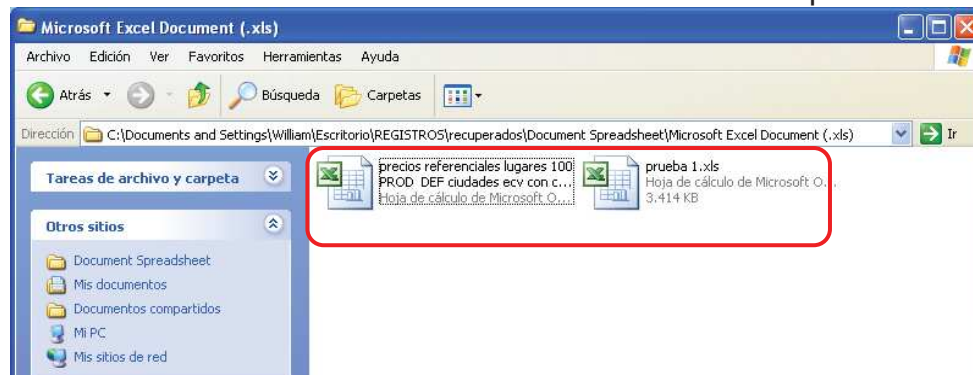 Microsoft Excel Document (.xls)
Archivo Edición Ver Favoritos Herramientas Ayuda
Atrás Búsqueda Carpetas
Dirección C:\Documents and Settings\William\Escritorio\REGISTROS\recuperados\Document Spreadsheet\Microsoft Excel Document (.xls) Ir
Tareas de archivo y carpeta
Otros sitios
Document Spreadsheet
Mis documentos
Documentos compartidos
Mi PC
Mis sitios de red
precios referenciales lugares 100
PROD DEF ciudades ecv con c...
Hoja de cálculo de Microsoft O...
prueba 1.xls
Hoja de cálculo de Microsoft O...
3.414 KB